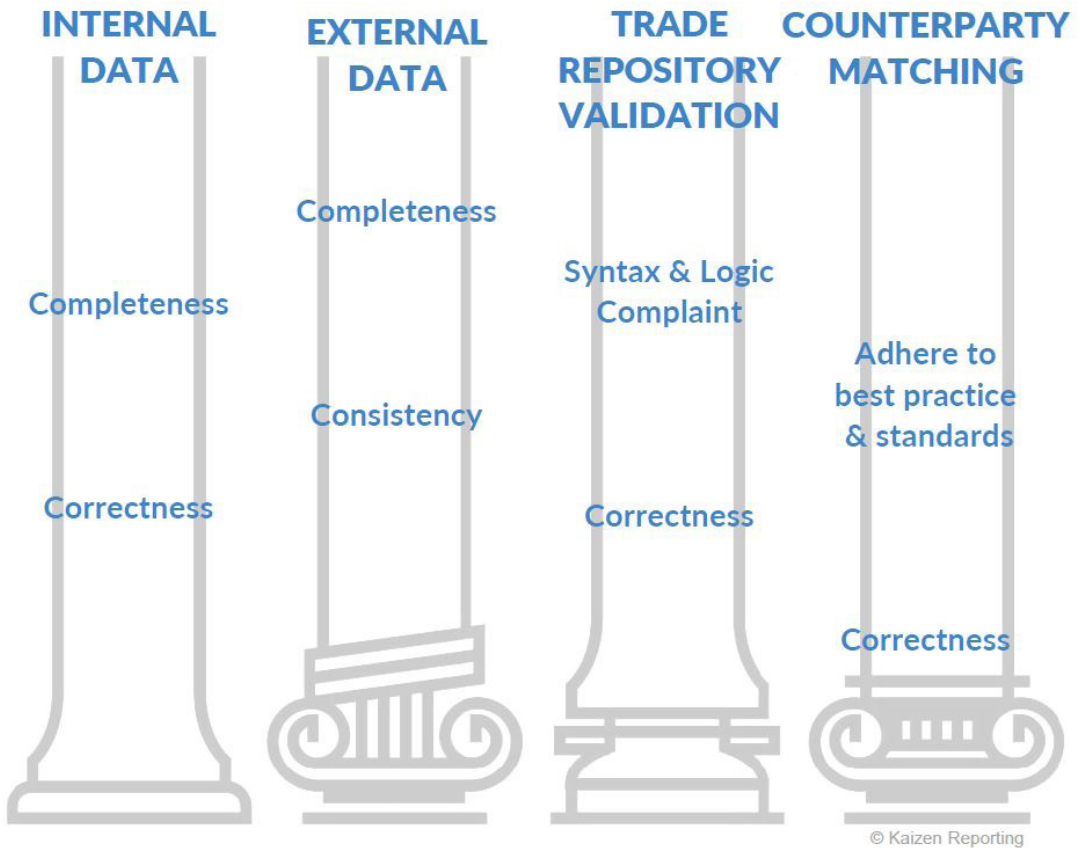 INTERNAL
DATA
Completeness
Correctness
EXTERNAL
DATA
Completeness
Consistency
TRADE
REPOSITORY
VALIDATION
Syntax & Logic
Complaint
Correctness
COUNTERPARTY
MATCHING
Adhere to
best practice
& standards
Correctness
© Kaizen Reporting